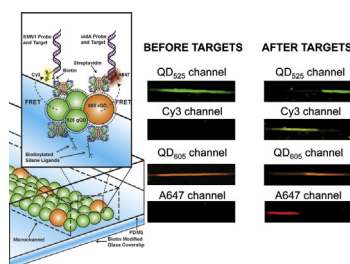 SMN1 Probe
and Target
uidA Probe
and Target
Streptavidin
Cy3
Biotin
A647
FRET
FRET
525 gQD
Biotinylated
Silane Ligands
Microchannel
PDMS
Biotin Modified
Glass Coverslip
BEFORE TARGETS
QD525 channel
Cy3 channel
QD605 channel
A647 channel
AFTER TARGETS
QD525 channel
Cy3 channel
QD605 channel
A647 channel